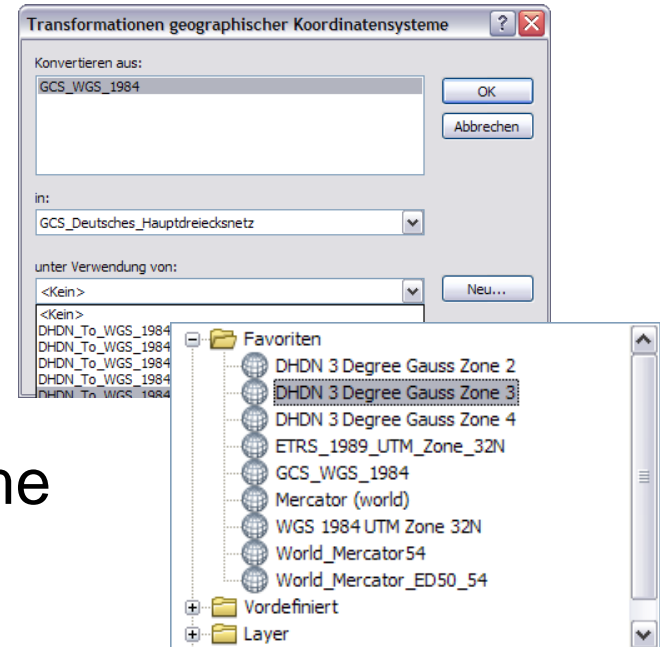 Transformationen geographischer Koordinatensysteme
Konvertieren aus:
GCS_WGS_1984
OK
Abbrechen
in:
GCS_Deutsches_Hauptdreiecksnetz
unter Verwendung von:
<Kein>
Neu...
<Kein>
DHDN_To_WGS_1984
DHDN_To_WGS_1984
DHDN_To_WGS_1984
DHDN_To_WGS_1984
DHDN_To_WGS_1984
Favoriten
DHDN 3 Degree Gauss Zone 2
DHDN 3 Degree Gauss Zone 3
DHDN 3 Degree Gauss Zone 4
ETRS_1989_UTM_Zone_32N
GCS_WGS_1984
Mercator (world)
WGS 1984 UTM Zone 32N
World_Mercator54
World_Mercator_ED50_54
Vordefiniert
Layer
ne